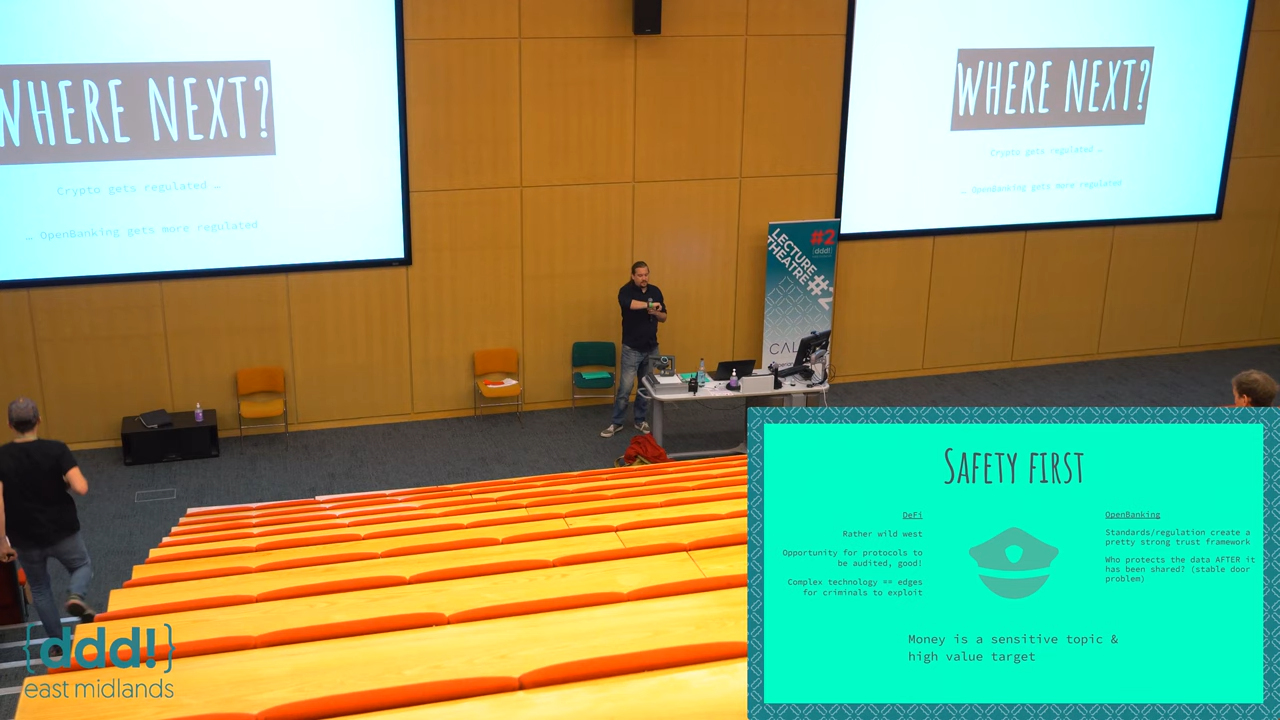 WHERE NEXT?
Crypto gets regulated …
… OpenBanking gets more regulated
WHERE NEXT?
Crypto gets regulated …
… OpenBanking gets more regulated
#2
{ddd!}
LECTURE
THEATRE
#2
SAFETY FIRST
DeFi
Rather wild west
Opportunity for protocols to
be audited, good!
Complex technology == edges
for criminals to exploit
OpenBanking
Standards/regulation create a
pretty strong trust framework
Who protects the data AFTER it
has been shared? (stable door
problem)
Money is a sensitive topic &
high value target
{ddd!}
east midlands